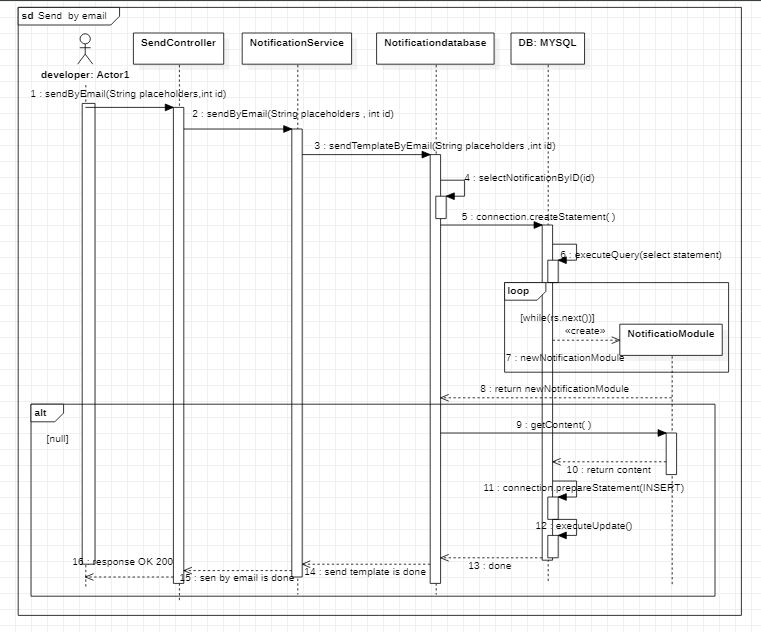 sd Send by email
SendController
NotificationService
Notificationdatabase
DB: MYSQL
developer: Actor1
1 : sendByEmail(String placeholders,int id)
2 : sendByEmail(String placeholders , int id)
3 : sendTemplateByEmail(String placeholders ,int id)
4 : selectNotificationByID(id)
5 : connection.createStatement( )
6 : executeQuery(select statement)
loop
[while(rs.next())]
«create»
NotificatioModule
7 : newNotificationModule
8 : return newNotificationModule
alt
[null]
9 : getContent( )
10 : return content
11 : connection.prepareStatement(INSERT)
12 : executeUpdate()
13 : done
14 : send template is done
15 : sen by email is done
16 : response OK 200